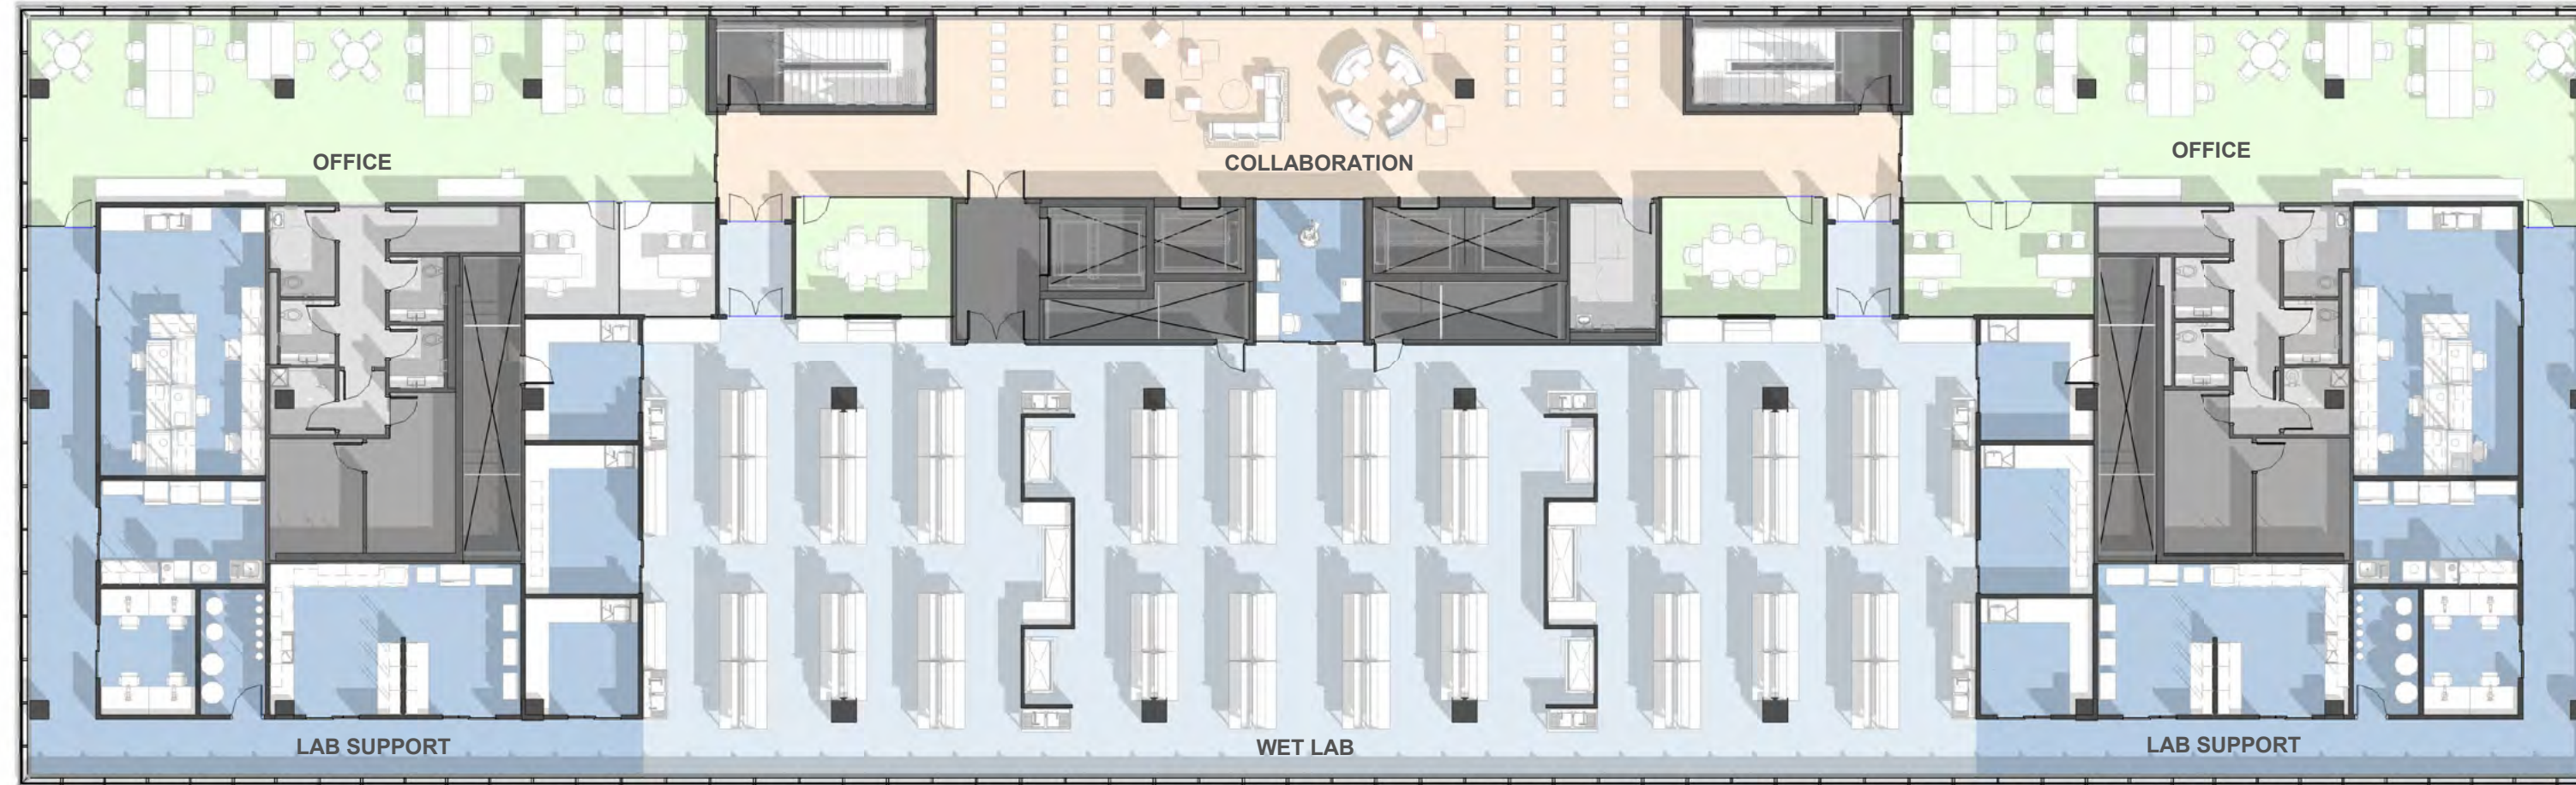 OFFICE
COLLABORATION
OFFICE
LAB SUPPORT
WET LAB
LAB SUPPORT